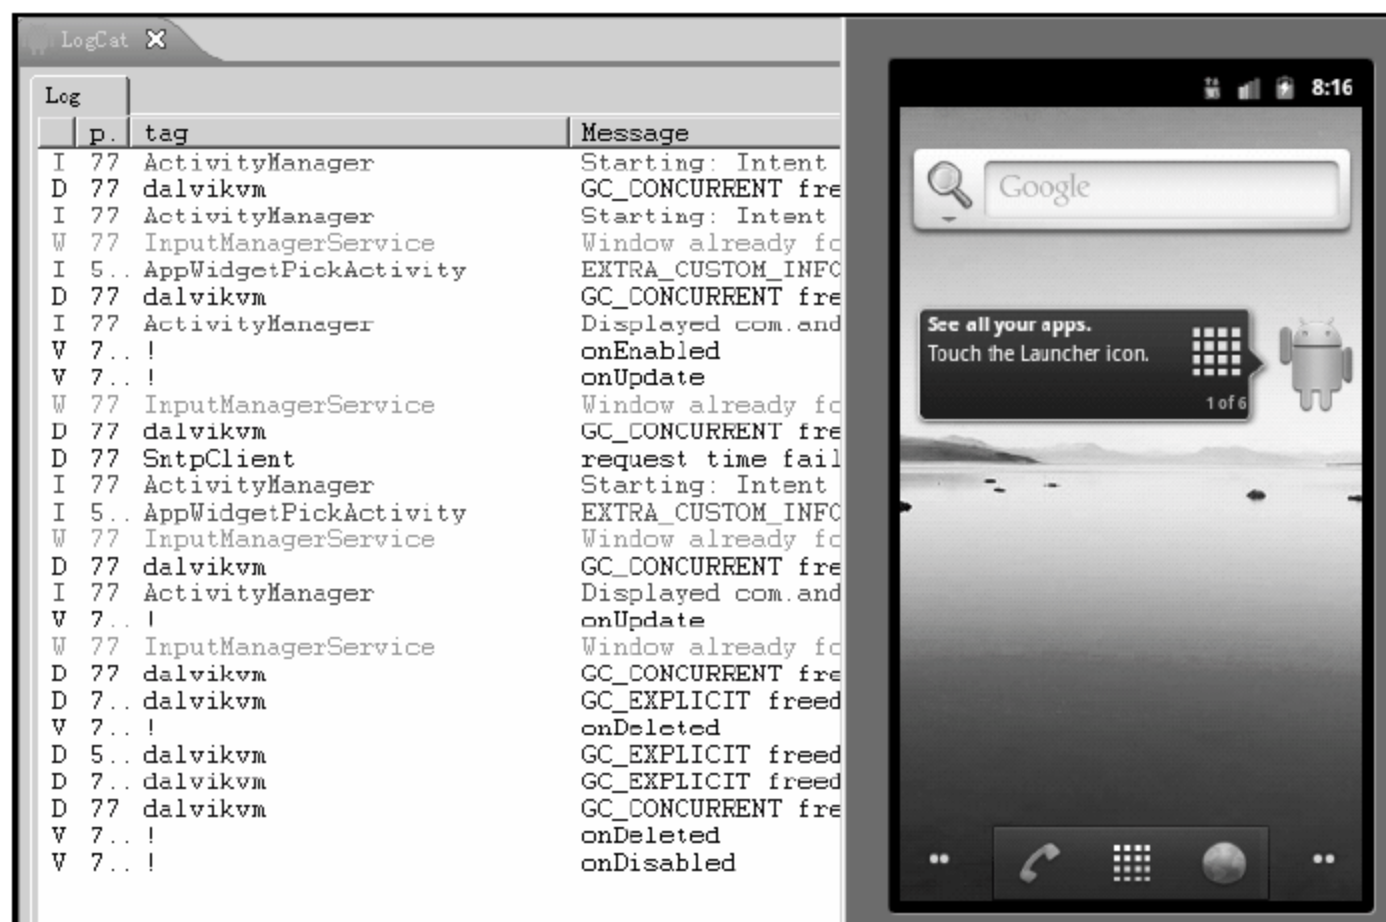 LogCat
Log
p. tag Message
I 77 ActivityManager Starting: Intent
D 77 dalvikvm GC_CONCURRENT fre
I 77 ActivityManager Starting: Intent
W 77 InputManagerService Window already fo
I 5.. AppWidgetPickActivity EXTRA_CUSTOM_INFO
D 77 dalvikvm GC_CONCURRENT fre
I 77 ActivityManager Displayed com.and
V 7.. ! onEnabled
V 7.. ! onUpdate
W 77 InputManagerService Window already fo
D 77 dalvikvm GC_CONCURRENT fre
D 77 SntpClient request time fail
I 77 ActivityManager Starting: Intent
I 5.. AppWidgetPickActivity EXTRA_CUSTOM_INFO
W 77 InputManagerService Window already fo
D 77 dalvikvm GC_CONCURRENT fre
I 77 ActivityManager Displayed com.and
V 7.. ! onUpdate
W 77 InputManagerService Window already fo
D 77 dalvikvm GC_CONCURRENT fre
D 7.. dalvikvm GC_EXPLICIT freed
V 7.. ! onDeleted
D 5.. dalvikvm GC_EXPLICIT freed
D 7.. dalvikvm GC_EXPLICIT freed
D 77 dalvikvm GC_CONCURRENT fre
V 7.. ! onDeleted
V 7.. ! onDisabled
8:16
Google
See all your apps.
Touch the Launcher icon.
1 of 6